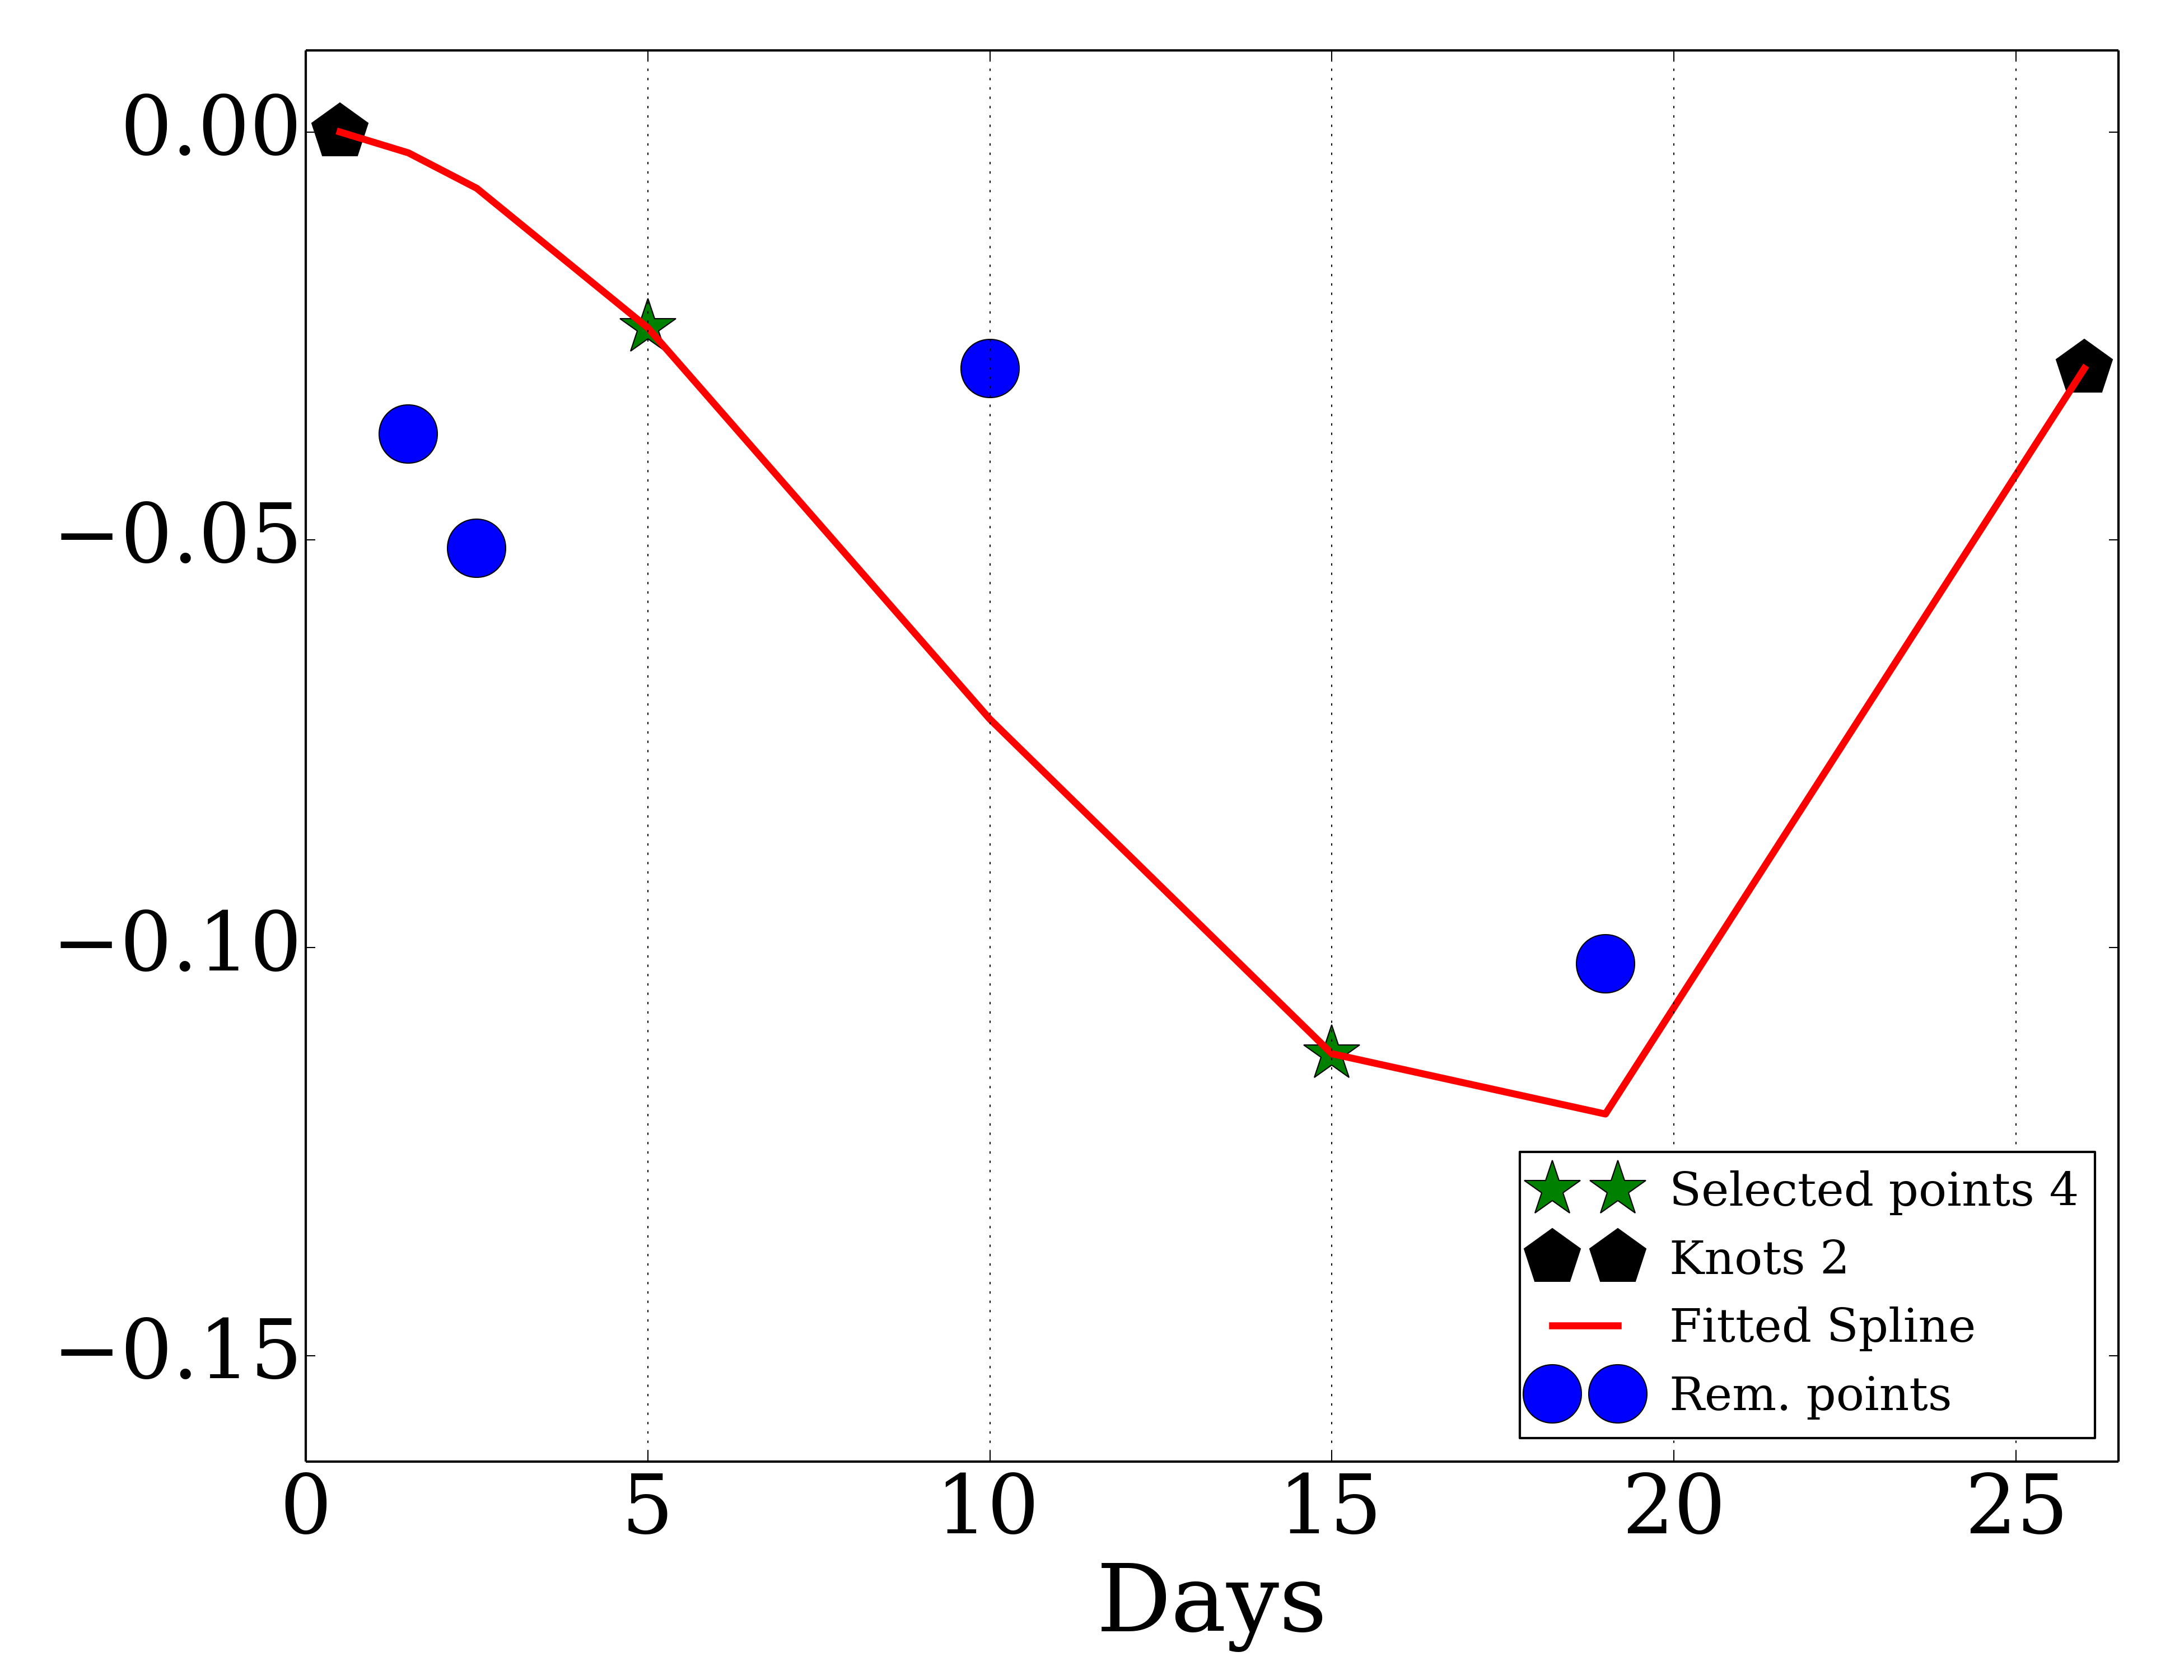 0.00
−0.05
−0.10
−0.15
0 5 10 15 20 25
Days
Selected points 4
Knots 2
Fitted Spline
Rem. points